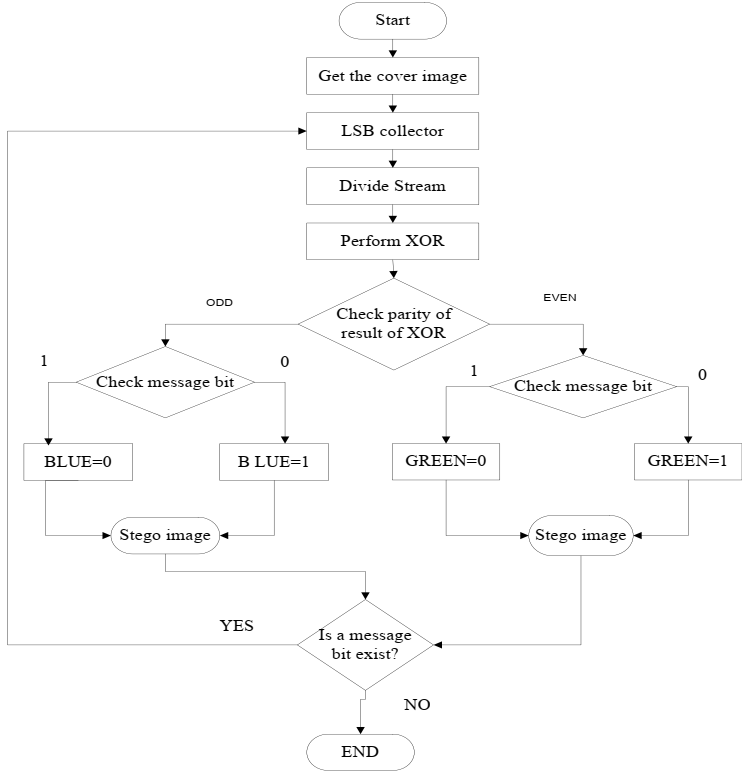 Start
Get the cover image
LSB collector
Divide Stream
Perform XOR
ODD
EVEN
Check parity of
result of XOR
1
Check message bit
0
1
Check message bit
0
BLUE=0
B LUE=1
GREEN=0
GREEN=1
Stego image
Stego image
YES
Is a message
bit exist?
NO
END